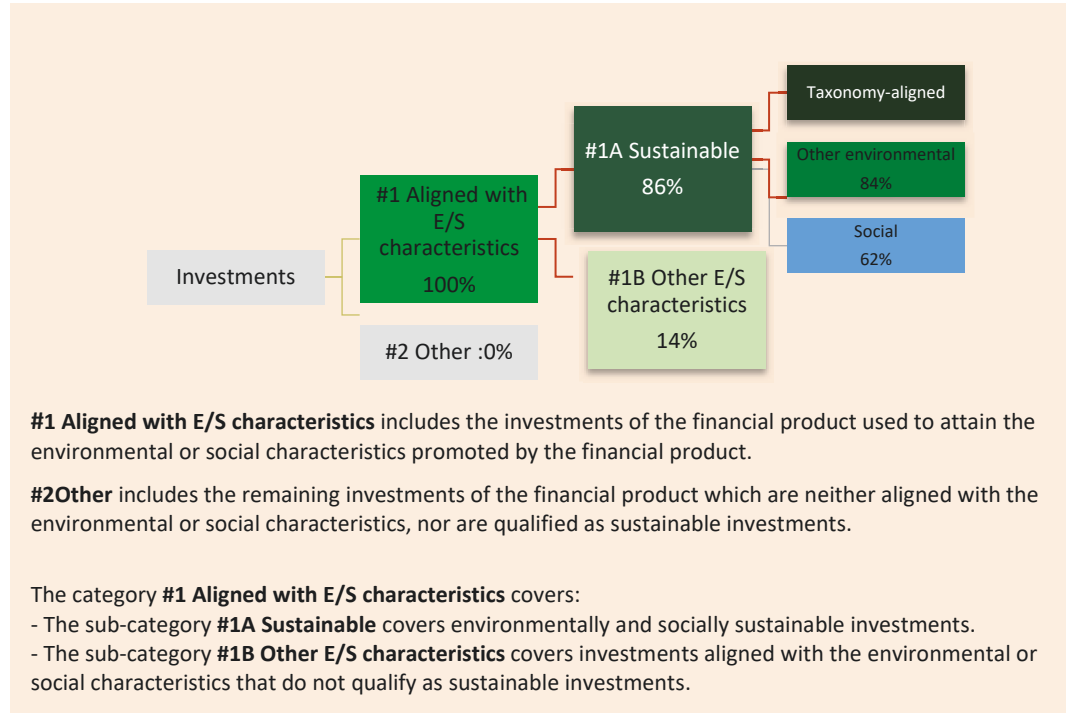 Investments
#1 Aligned with
E/S
characteristics
100%
#2 Other :0%
#1A Sustainable
86%
#1B Other E/S
characteristics
14%
Taxonomy-aligned
Other environmental
84%
Social
62%
#1 Aligned with E/S characteristics includes the investments of the financial product used to attain the
environmental or social characteristics promoted by the financial product.
#2Other includes the remaining investments of the financial product which are neither aligned with the
environmental or social characteristics, nor are qualified as sustainable investments.
The category #1 Aligned with E/S characteristics covers:
- The sub-category #1A Sustainable covers environmentally and socially sustainable investments.
- The sub-category #1B Other E/S characteristics covers investments aligned with the environmental or
social characteristics that do not qualify as sustainable investments.